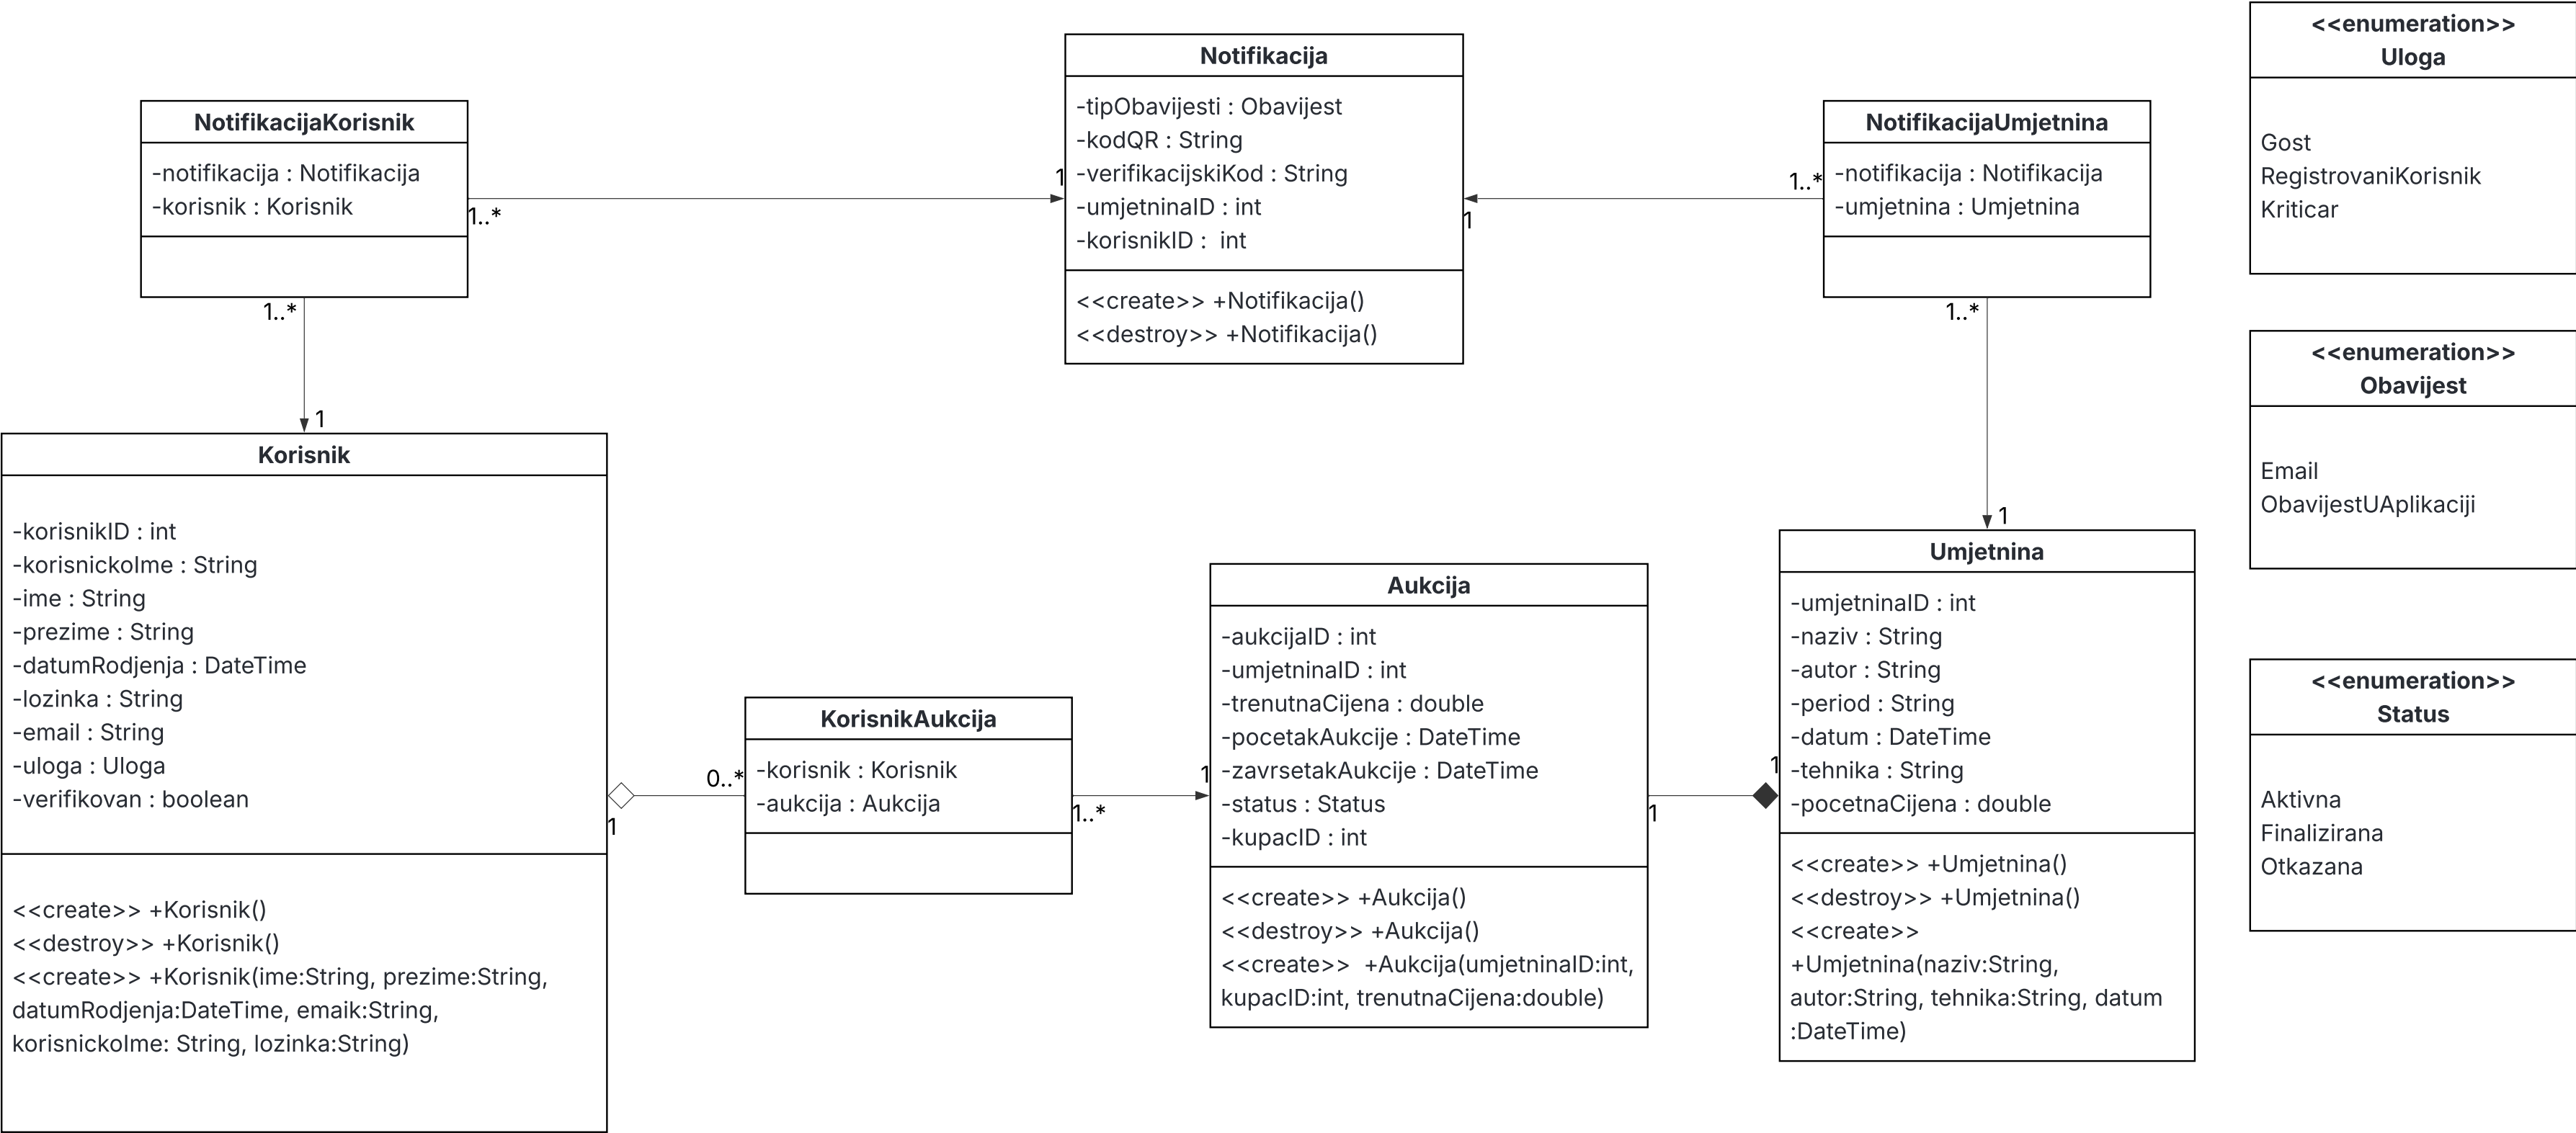 Notifikacija
-tipObavijesti : Obavijest
-kodQR : String
-verifikacijskiKod : String
-umjetninaID : int
-korisnikID :  int
<<create>> +Notifikacija()
<<destroy>> +Notifikacija()
NotifikacijaKorisnik
-notifikacija : Notifikacija
-korisnik : Korisnik
1..*
1
1..*
1
NotifikacijaUmjetnina
-notifikacija : Notifikacija
-umjetnina : Umjetnina
1..*
1
1..*
1
Korisnik
-korisnikID : int
-korisnickoIme : String
-ime : String
-prezime : String
-datumRodjenja : DateTime
-lozinka : String
-email : String
-uloga : Uloga
-verifikovan : boolean
<<create>> +Korisnik()
<<destroy>> +Korisnik()
<<create>> +Korisnik(ime:String, prezime:String,
datumRodjenja:DateTime, emaik:String,
korisnickoIme: String, lozinka:String)
1
0..*
KorisnikAukcija
-korisnik : Korisnik
-aukcija : Aukcija
1..*
1
Aukcija
-aukcijaID : int
-umjetninaID : int
-trenutnaCijena : double
-pocetakAukcije : DateTime
-zavrsetakAukcije : DateTime
-status : Status
-kupacID : int
<<create>> +Aukcija()
<<destroy>> +Aukcija()
<<create>>  +Aukcija(umjetninaID:int,
kupacID:int, trenutnaCijena:double)
1
1
Umjetnina
-umjetninaID : int
-naziv : String
-autor : String
-period : String
-datum : DateTime
-tehnika : String
-pocetnaCijena : double
<<create>> +Umjetnina()
<<destroy>> +Umjetnina()
<<create>>
+Umjetnina(naziv:String,
autor:String, tehnika:String, datum
:DateTime)
<<enumeration>>
Uloga
Gost
RegistrovaniKorisnik
Kriticar
<<enumeration>>
Obavijest
Email
ObavijestUAplikaciji
<<enumeration>>
Status
Aktivna
Finalizirana
Otkazana